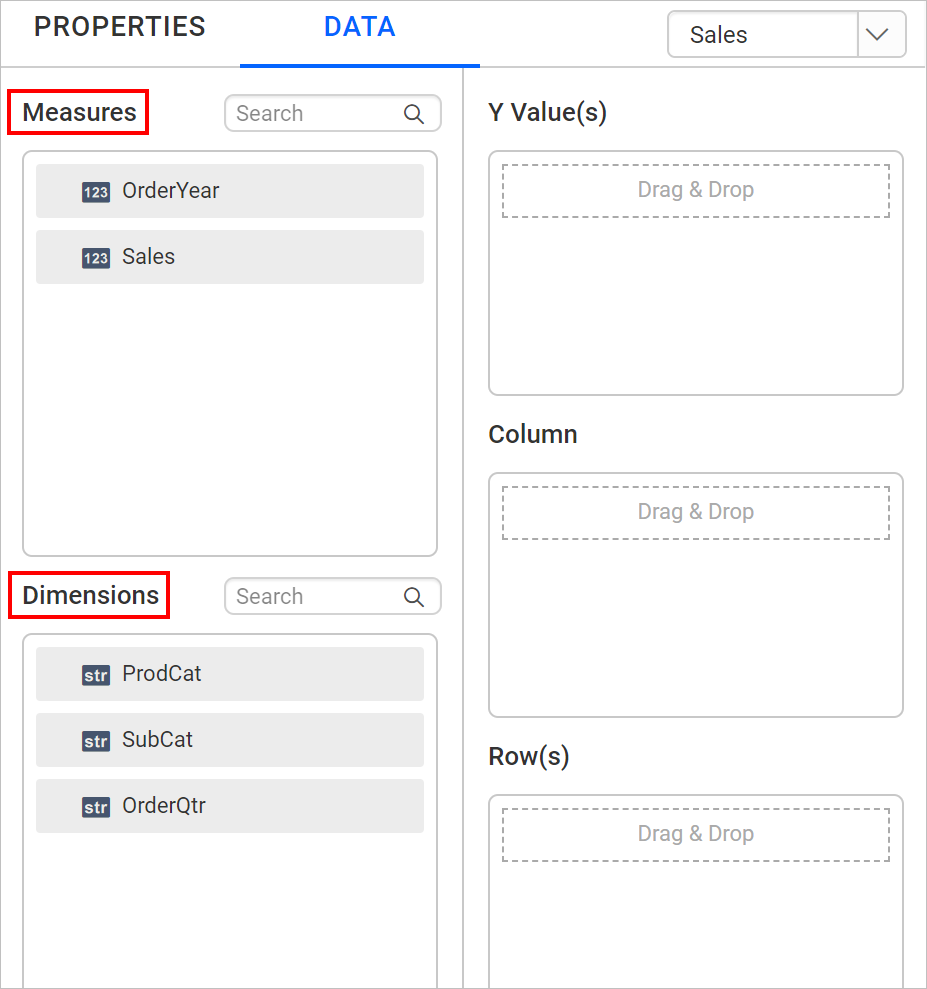 PROPERTIES
DATA
Sales
Measures
Search
123 OrderYear
123 Sales
Dimensions
Search
str ProdCat
str SubCat
str OrderQtr
Y Value(s)
Drag & Drop
Column
Drag & Drop
Row(s)
Drag & Drop